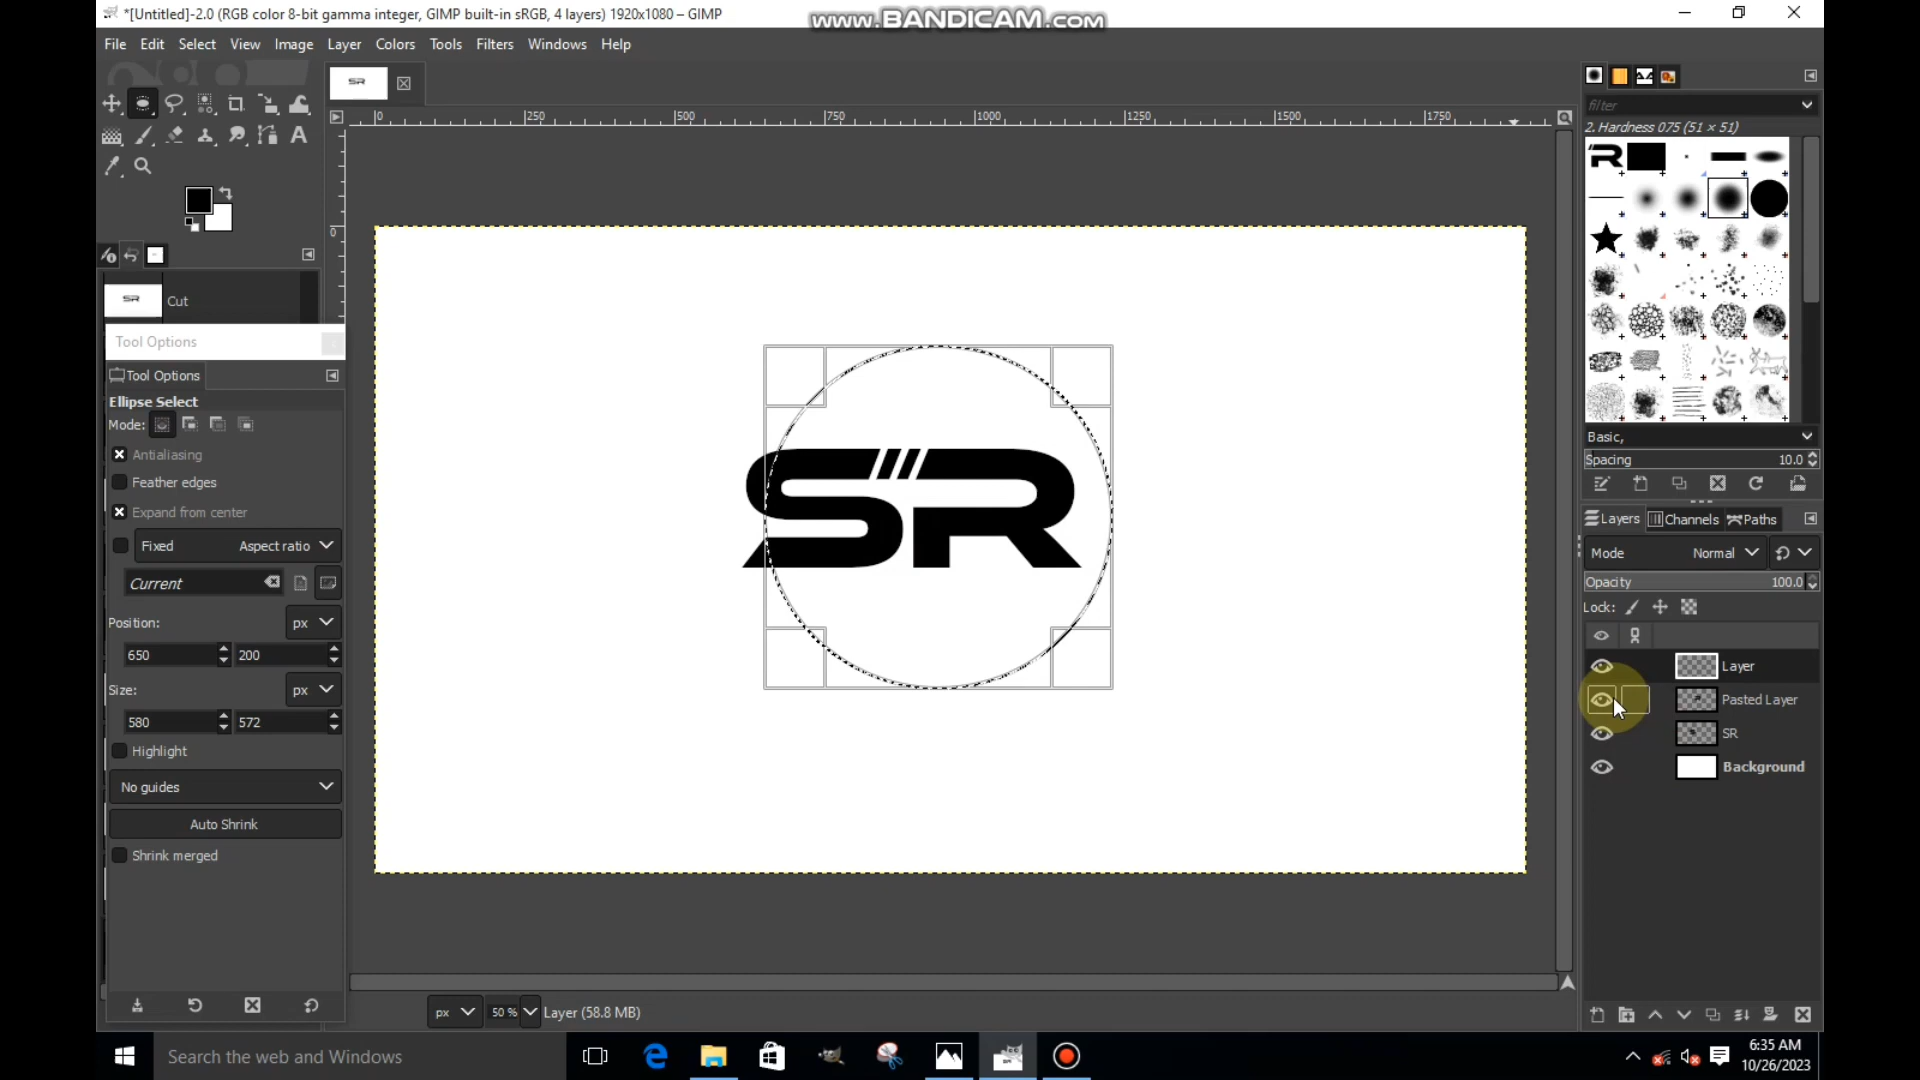 *[Untitled]-2.0 (RGB color 8-bit gamma integer, GIMP built-in sRGB, 4 layers) 1920x1080 – GIMP
www.BANDICAM.com
File Edit Select View Image Layer Colors Tools Filters Windows Help
SR
filter
0 250 500 750 1000 1250 1500 1750
2. Hardness 075 (51 × 51)
R
0
SR Cut
Tool Options
Tool Options
Ellipse Select
Mode:
Antialiasing
Feather edges
Expand from center
Fixed Aspect ratio
Current
Position: px
650 200
Size: px
580 572
Highlight
No guides
Auto Shrink
Shrink merged
SR
Basic,
Spacing 10.0
Layers Channels Paths
Mode Normal
Opacity 100.0
Lock:
Layer
Pasted Layer
SR
Background
px 50 % Layer (58.8 MB)
Search the web and Windows
6:35 AM
10/26/2023